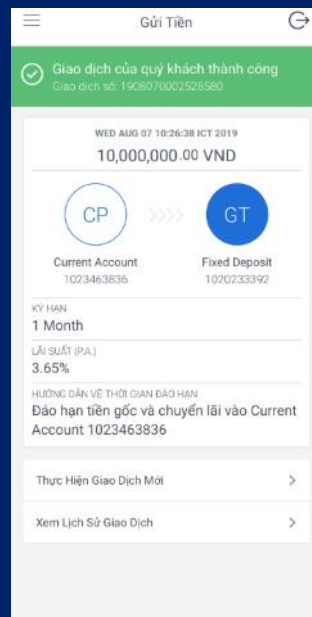 Gửi Tiền
Giao dịch của quý khách thành công
Giao dịch số: 1908070002528580
WED AUG 07 10:26:38 ICT 2019
10,000,000.00 VND
CP
GT
Current Account
1023463836
Fixed Deposit
1020233392
KỲ HẠN
1 Month
LÃI SUẤT (P.A.)
3.65%
HƯỚNG DẪN VỀ THỜI GIAN ĐÁO HẠN
Đáo hạn tiền gốc và chuyển lãi vào Current
Account 1023463836
Thực Hiện Giao Dịch Mới
Xem Lịch Sử Giao Dịch